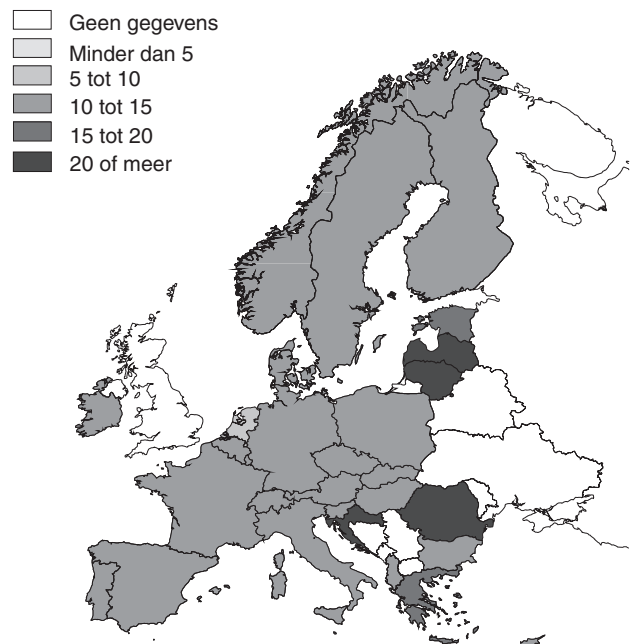 Geen gegevens
Minder dan 5
5 tot 10
10 tot 15
15 tot 20
20 of meer